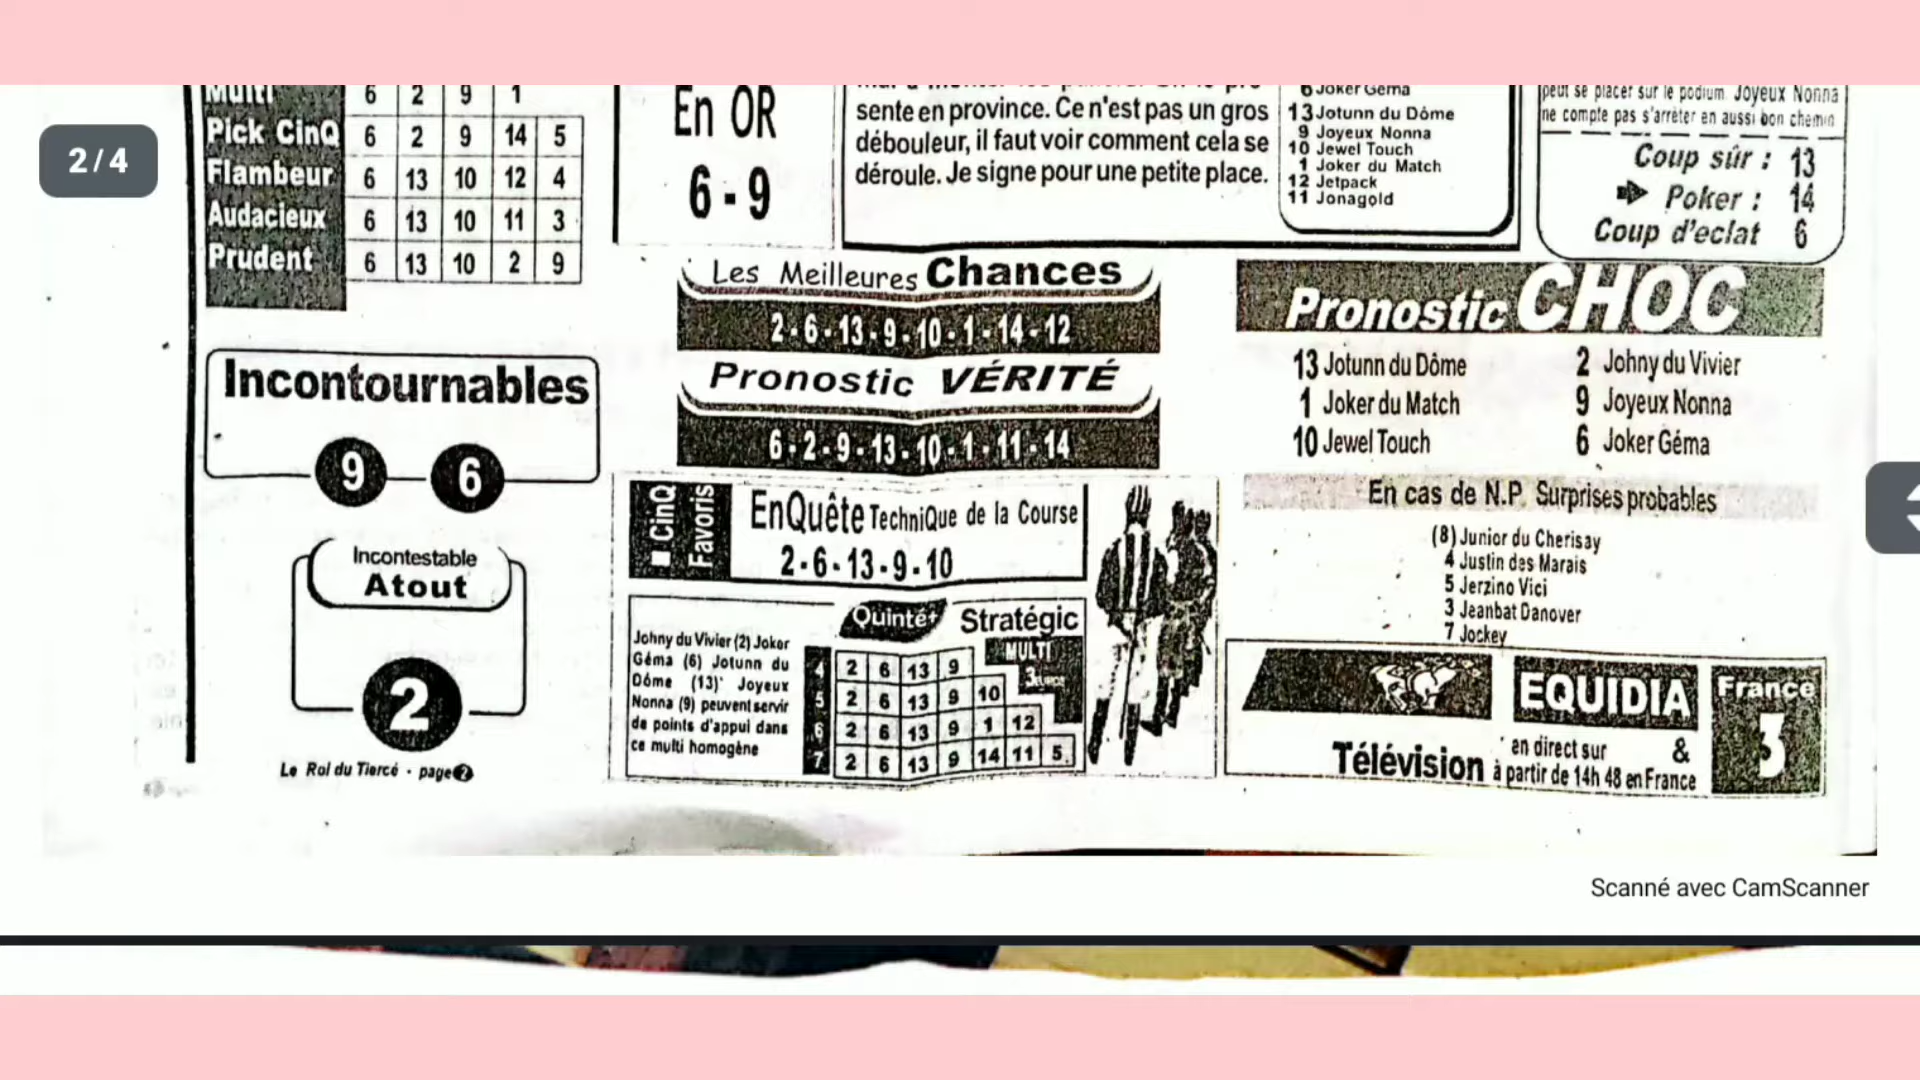 2/4
Multi 6 2 9 1
Pick CinQ 6 2 9 14 5
Flambeur 6 13 10 12 4
Audacieux 6 13 10 11 3
Prudent 6 13 10 2 9
Incontournables
9 6
Incontestable
Atout
2
Le Roi du Tiercé - page 2
En OR
6 - 9
sente en province. Ce n'est pas un gros
débouleur, il faut voir comment cela se
déroule. Je signe pour une petite place.
6 Joker Géma
13 Jotunn du Dôme
9 Joyeux Nonna
10 Jewel Touch
1 Joker du Match
12 Jetpack
11 Jonagold
peut se placer sur le podium Joyeux Nonna
ne compte pas s'arrêter en aussi bon chemin
Coup sûr : 13
Poker : 14
Coup d'eclat 6
Les Meilleures Chances
2 - 6 - 13 - 9 - 10 - 1 - 14 - 12
Pronostic VÉRITÉ
6 - 2 - 9 - 13 - 10 - 1 - 11 - 14
CinQ
Favoris
EnQuête TechniQue de la Course
2 - 6 - 13 - 9 - 10
Johny du Vivier (2) Joker
Géma (6) Jotunn du
Dôme (13) Joyeux
Nonna (9) peuvent servir
de points d'appui dans
ce multi homogène
Quinté+ Stratégic
MULTI
4 2 6 13 9
5 2 6 13 9 10
6 2 6 13 9 1 12
7 2 6 13 9 14 11 5
Pronostic CHOC
13 Jotunn du Dôme 2 Johny du Vivier
1 Joker du Match 9 Joyeux Nonna
10 Jewel Touch 6 Joker Géma
En cas de N.P. Surprises probables
(8) Junior du Cherisay
4 Justin des Marais
5 Jerzino Vici
3 Jeanbat Danover
7 Jockey
EQUIDIA France
3
Télévision en direct sur &
à partir de 14h 48 en France
Scanné avec CamScanner